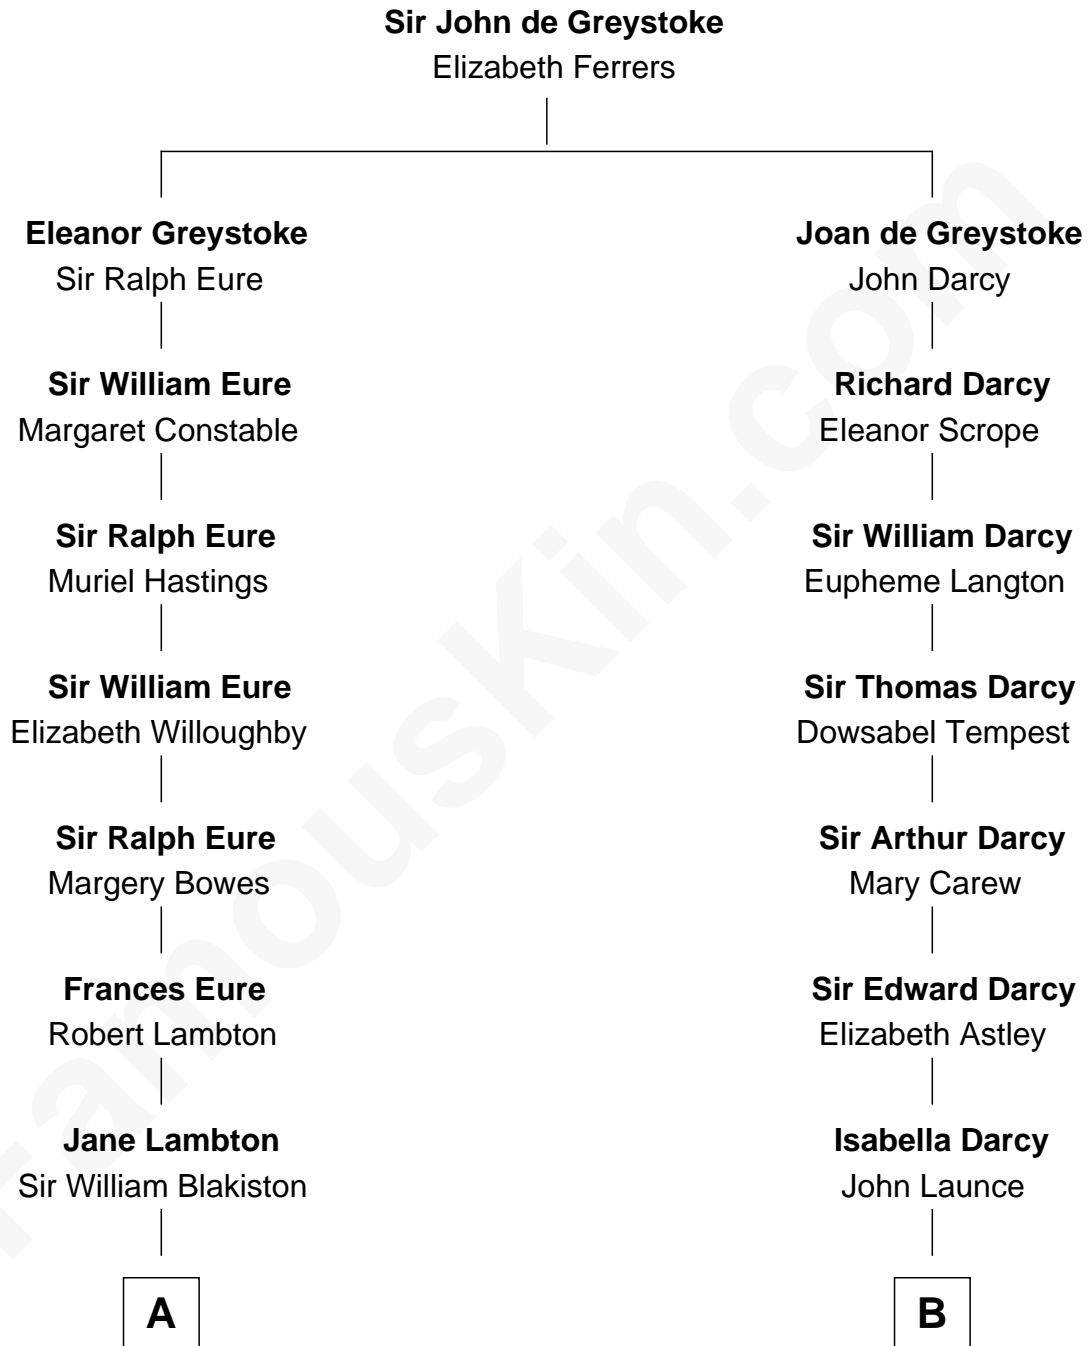 Sir John de Greystoke
Elizabeth Ferrers
Eleanor Greystoke
Sir Ralph Eure
Joan de Greystoke
John Darcy
Sir William Eure
Margaret Constable
Richard Darcy
Eleanor Scrope
Sir Ralph Eure
Muriel Hastings
Sir William Darcy
Eupheme Langton
Sir William Eure
Elizabeth Willoughby
Sir Thomas Darcy
Dowsabel Tempest
Sir Ralph Eure
Margery Bowes
Sir Arthur Darcy
Mary Carew
Frances Eure
Robert Lambton
Sir Edward Darcy
Elizabeth Astley
Jane Lambton
Sir William Blakiston
Isabella Darcy
John Launce
A
B
FamousKin.com